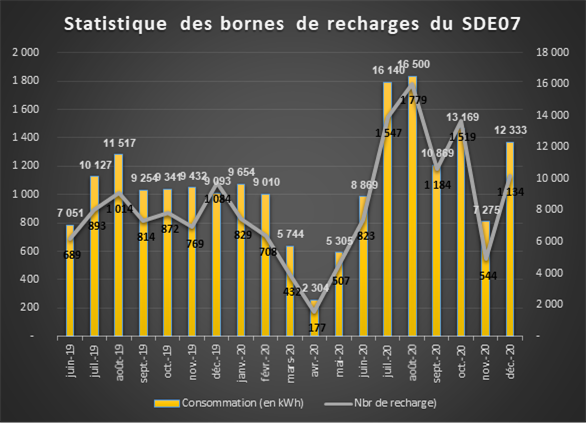 Statistique des bornes de recharges du SDE07
2 000
1 800
1 600
1 400
1 200
1 000
800
600
400
200
-
18 000
16 000
14 000
12 000
10 000
8 000
6 000
4 000
2 000
-
7 051
10 127
11 517
9 254
9 341
9 432
9 093
9 654
9 010
5 744
2 304
5 305
8 869
16 140
16 500
10 869
13 169
7 275
12 333
689
893
1 014
814
872
769
1 084
829
708
432
177
507
823
1 547
1 779
1 184
1 519
544
1 134
juin-19
juil.-19
août-19
sept.-19
oct.-19
nov.-19
déc.-19
janv.-20
févr.-20
mars-20
avr.-20
mai-20
juin-20
juil.-20
août-20
sept.-20
oct.-20
nov.-20
déc.-20
Consommation (en kWh)
Nbr de recharge)